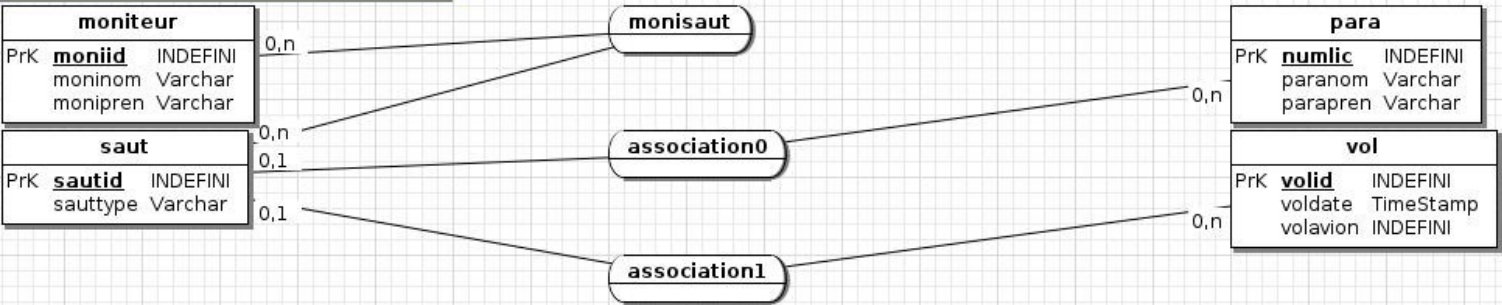 moniteur
PrK moniid INDEFINI
moninom Varchar
monipren Varchar
0,n
monisaut
para
PrK numlic INDEFINI
paranom Varchar
parapren Varchar
0,n
saut
PrK sautid INDEFINI
sauttype Varchar
0,n
0,1
0,1
association0
association1
vol
PrK volid INDEFINI
voldate TimeStamp
volavion INDEFINI
0,n